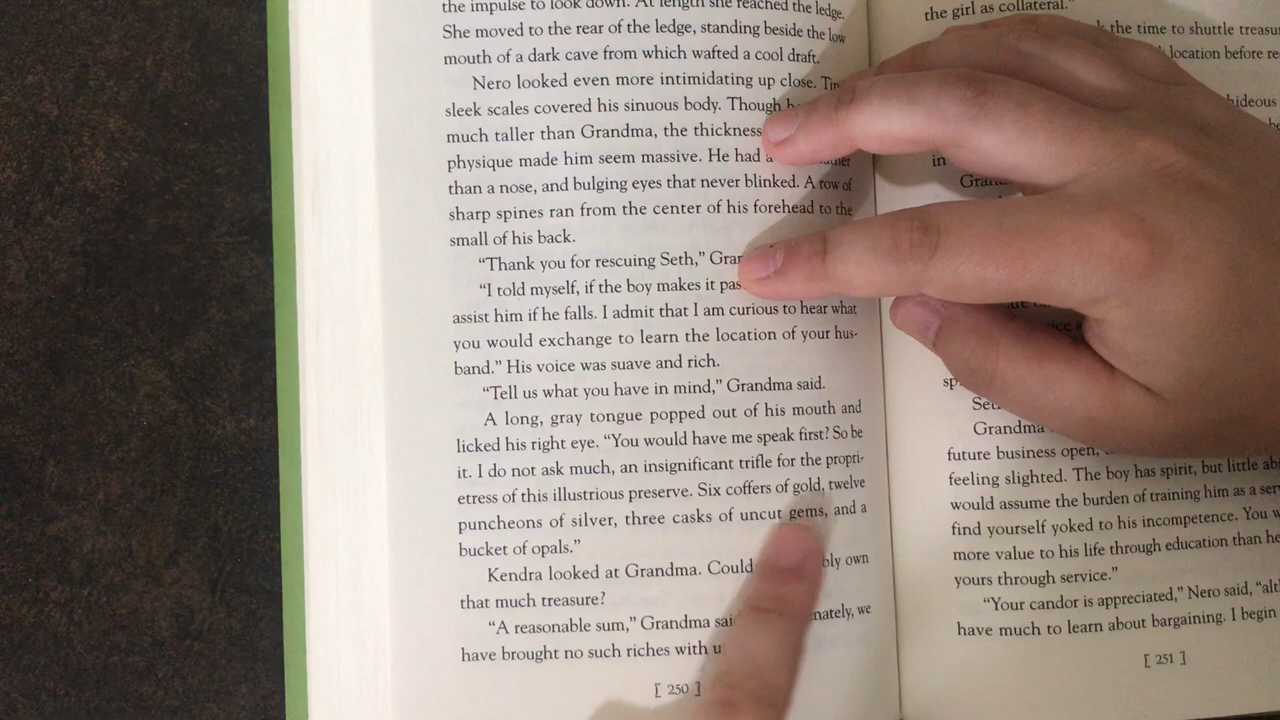 the impulse to look down. At length she reached the ledge.
She moved to the rear of the ledge, standing beside the low
mouth of a dark cave from which wafted a cool draft.
Nero looked even more intimidating up close.
sleek scales covered his sinuous body. Though
much taller than Grandma, the thickness
physique made him seem massive. He had a
than a nose, and bulging eyes that never blinked. A row of
sharp spines ran from the center of his forehead to the
small of his back.
“Thank you for rescuing Seth,”
“I told myself, if the boy makes it
assist him if he falls. I admit that I am curious to hear what
you would exchange to learn the location of your hus-
band.” His voice was suave and rich.
“Tell us what you have in mind,” Grandma said.
A long, gray tongue popped out of his mouth and
licked his right eye. “You would have me speak first? So be
it. I do not ask much, an insignificant trifle for the propri-
etress of this illustrious preserve. Six coffers of gold, twelve
puncheons of silver, three casks of uncut gems, and a
bucket of opals.”
Kendra looked at Grandma. Could own
that much treasure?
“A reasonable sum,” Grandma we
have brought no such riches with
[ 250 ]
the girl as collateral.”
the time to shuttle
location before
hideous
in
Grandma
future business open,
feeling slighted. The boy has spirit, but little
would assume the burden of training him as a
find yourself yoked to his incompetence. You
more value to his life through education than
yours through service.”
“Your candor is appreciated,” Nero said,
have much to learn about bargaining. I begin
[ 251 ]